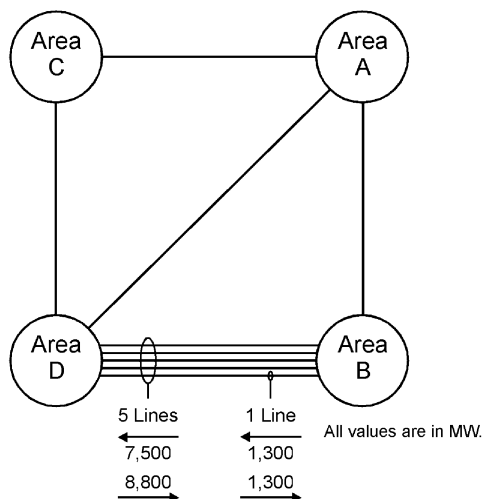 Area
C
Area
A
Area
D
Area
B
5 Lines
7,500
8,800
1 Line
1,300
1,300
All values are in MW.